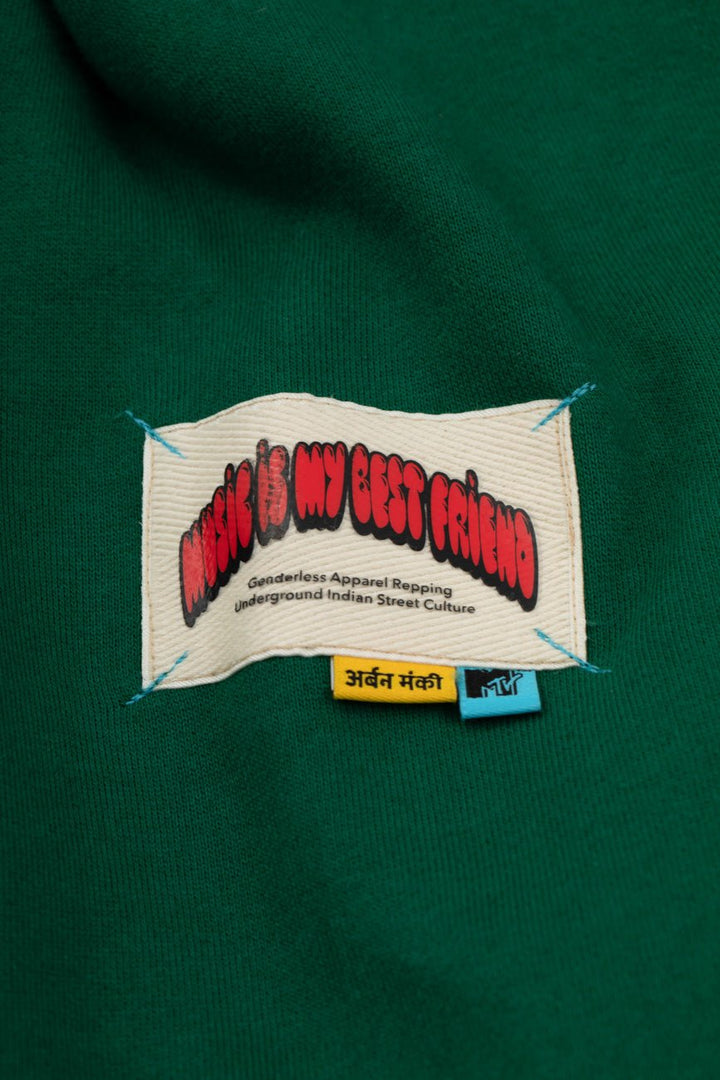 MUSIC iS MY BEST FRiEND
Genderless Apparel Repping
Underground Indian Street Culture
अर्बन मंकी
MTV